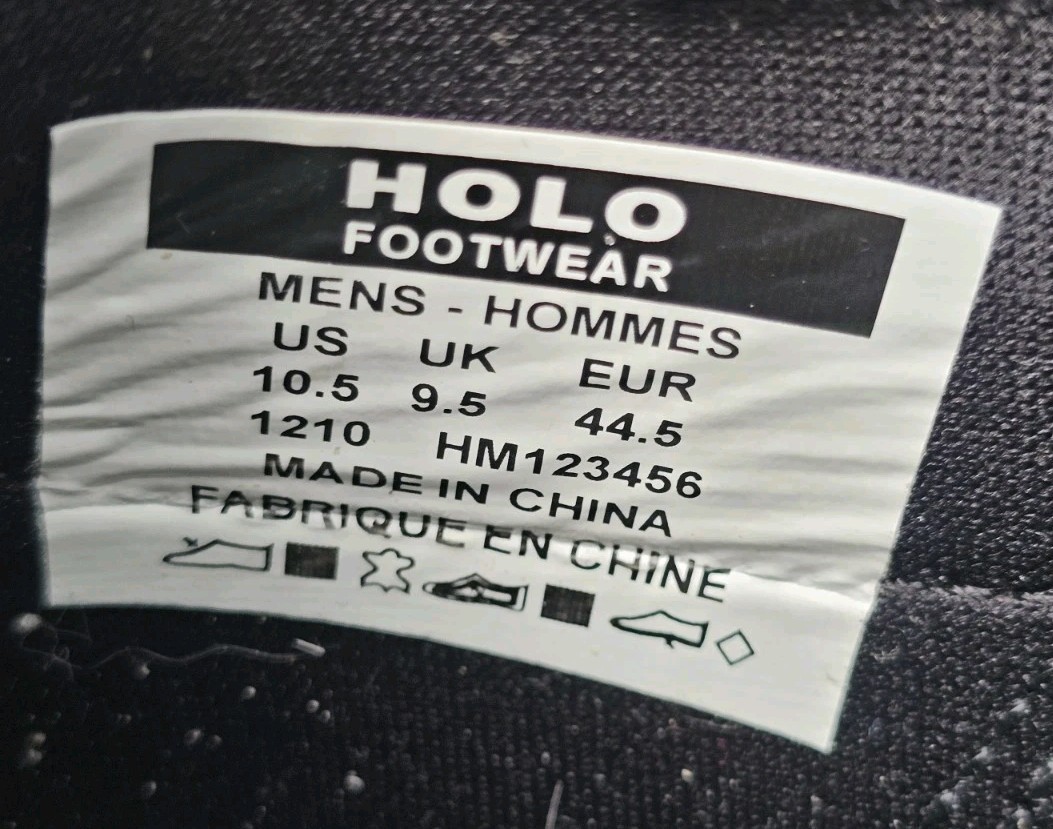 HOLO
FOOTWEAR
MENS - HOMMES
US UK EUR
10.5 9.5 44.5
1210 HM123456
MADE IN CHINA
FABRIQUE EN CHINE